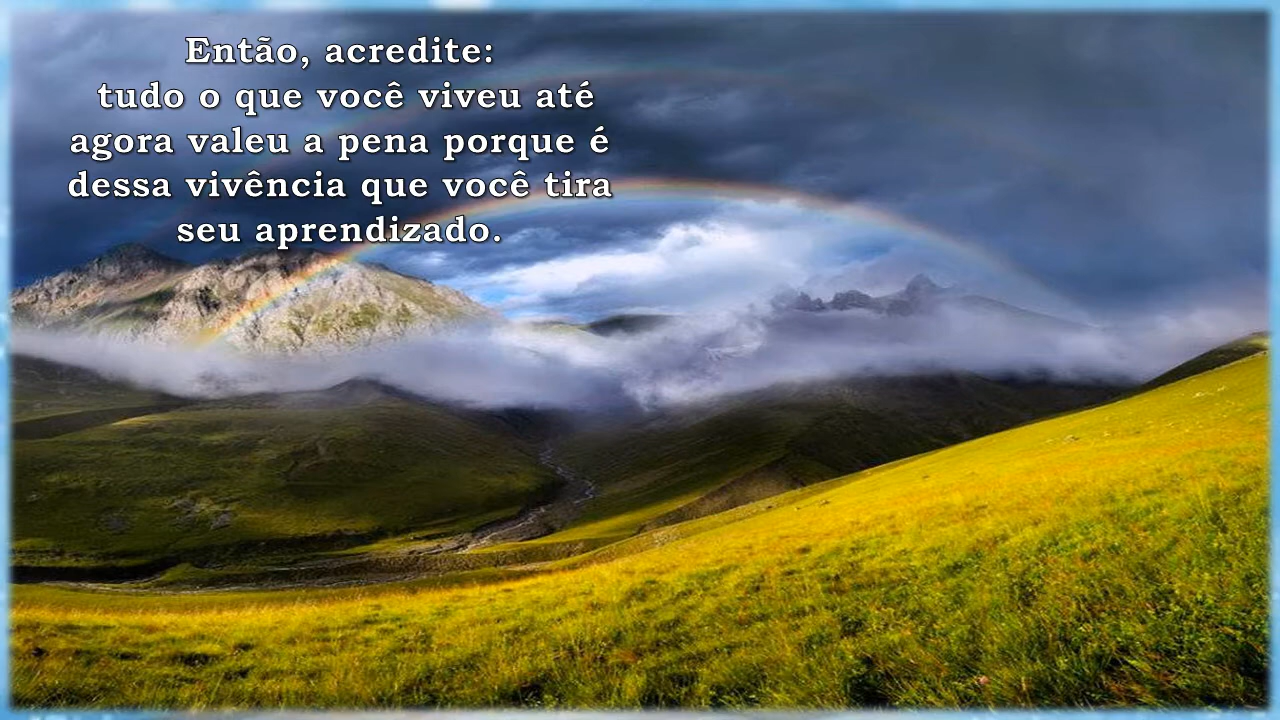 Então, acredite:
tudo o que você viveu até
agora valeu a pena porque é
dessa vivência que você tira
seu aprendizado.